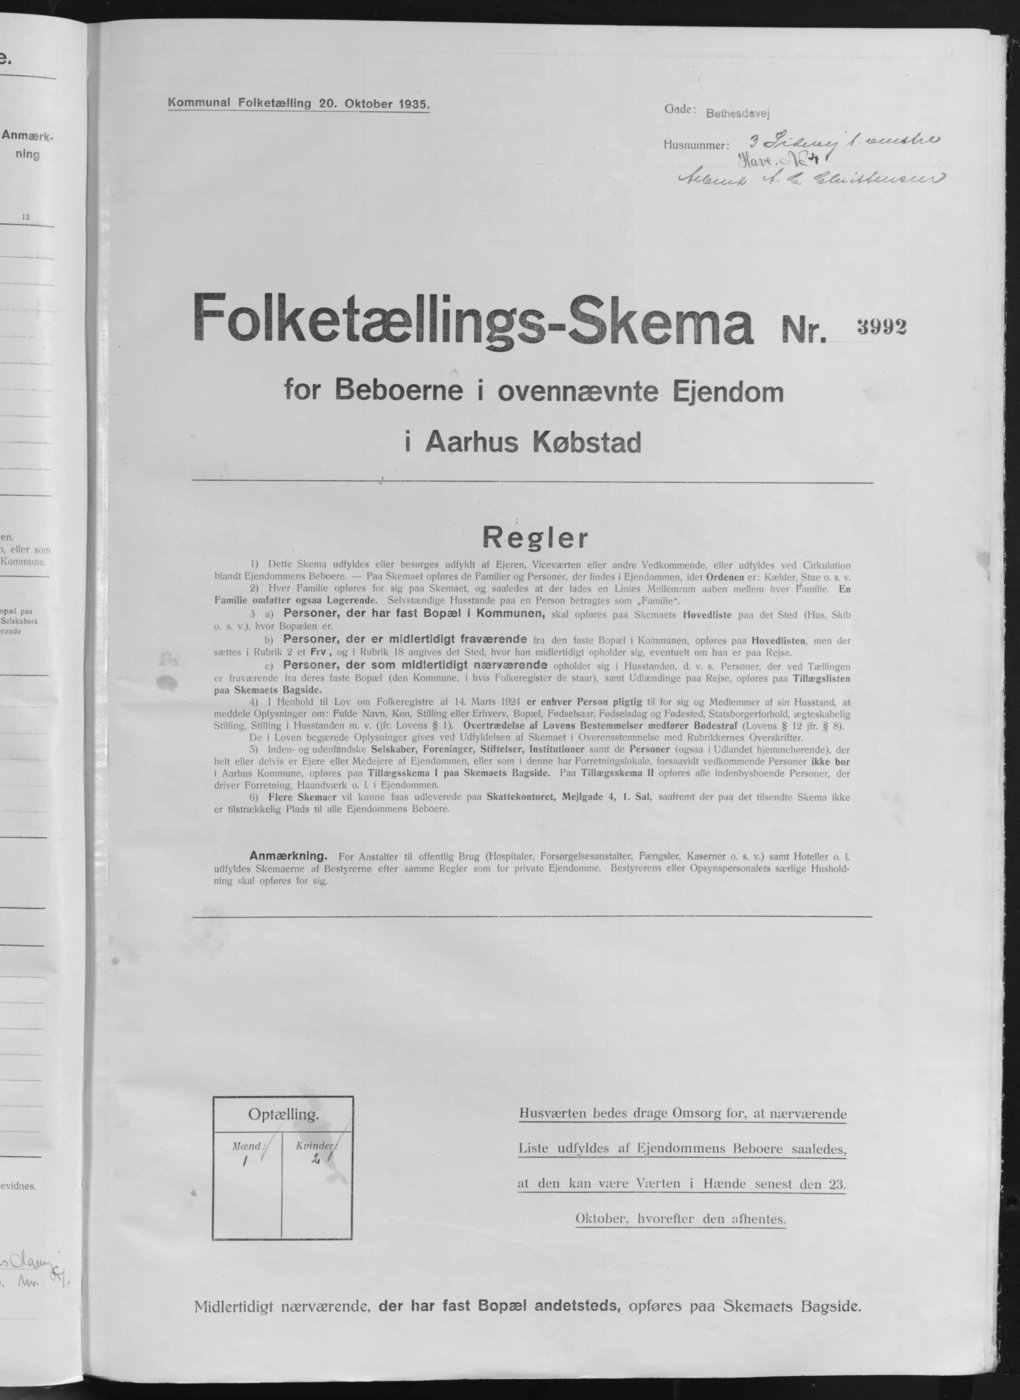 e.
Anmærk-
ning
12
en.
n, eller som
Kommune.
opæl paa
Selskabers
erende
evidnes.
Kommunal Folketælling 20. Oktober 1935.
Gade: Bethesdavej
Husnummer: 3 Sidevej 1 venstre
Have. No 4
A. C. Christensen
Folketællings-Skema Nr. 3992
for Beboerne i ovennævnte Ejendom
i Aarhus Købstad
Regler
1) Dette Skema udfyldes eller besørges udfyldt af Ejeren, Viceværten eller andre Vedkommende, eller udfyldes ved Cirkulation
blandt Ejendommens Beboere. — Paa Skemaet opføres de Familier og Personer, der findes i Ejendommen, idet Ordenen er: Kælder, Stue o. s. v.
2) Hver Familie opføres for sig paa Skemaet, og saaledes at der lades en Linies Mellemrum aaben mellem hver Familie. En
Familie omfatter ogsaa Logerende. Selvstændige Husstande paa en Person betragtes som „Familie".
3 a) Personer, der har fast Bopæl i Kommunen, skal opføres paa Skemaets Hovedliste paa det Sted (Hus, Skib
o. s. v.), hvor Bopælen er.
b) Personer, der er midlertidigt fraværende fra den faste Bopæl i Kommunen, opføres paa Hovedlisten, men der
sættes i Rubrik 2 et Frv, og i Rubrik 18 angives det Sted, hvor han midlertidigt opholder sig, eventuelt om han er paa Rejse.
c) Personer, der som midlertidigt nærværende opholder sig i Husstanden, d. v. s. Personer, der ved Tællingen
er fraværende fra deres faste Bopæl (den Kommune, i hvis Folkeregister de staar), samt Udlændinge paa Rejse, opføres paa Tillægslisten
paa Skemaets Bagside.
4) I Henhold til Lov om Folkeregistre af 14. Marts 1924 er enhver Person pligtig til for sig og Medlemmer af sin Husstand, at
meddele Oplysninger om: Fulde Navn, Køn, Stilling eller Erhverv, Bopæl, Fødselsaar, Fødselsdag og Fødested, Statsborgerforhold, ægteskabelig
Stilling, Stilling i Husstanden m. v. (jfr. Lovens § 1). Overtrædelse af Lovens Bestemmelser medfører Bødestraf (Lovens § 12 jfr. § 8).
De i Loven begærede Oplysninger gives ved Udfyldelsen af Skemaet i Overensstemmelse med Rubrikkernes Overskrifter.
5) Inden- og udenlandske Selskaber, Foreninger, Stiftelser, Institutioner samt de Personer (ogsaa i Udlandet hjemmehørende), der
helt eller delvis er Ejere eller Medejere af Ejendommen, eller som i denne har Forretningslokale, forsaavidt vedkommende Personer ikke bor
i Aarhus Kommune, opføres paa Tillægsskema I paa Skemaets Bagside. Paa Tillægsskema II opføres alle indenbysboende Personer, der
driver Forretning, Haandværk o. l. i Ejendommen.
6) Flere Skemaer vil kunne faas udleverede paa Skattekontoret, Mejlgade 4, 1. Sal, saafremt der paa det tilsendte Skema ikke
er tilstrækkelig Plads til alle Ejendommens Beboere.
Anmærkning. For Anstalter til offentlig Brug (Hospitaler, Forsørgelsesanstalter, Fængsler, Kaserner o. s. v.) samt Hoteller o. l.
udfyldes Skemaerne af Bestyrerne efter samme Regler som for private Ejendomme. Bestyrerens eller Opsynspersonalets særlige Hushold-
ning skal opføres for sig.
Optælling.
Mænd: Kvinder:
1 2
Husværten bedes drage Omsorg for, at nærværende
Liste udfyldes af Ejendommens Beboere saaledes,
at den kan være Værten i Hænde senest den 23.
Oktober, hvorefter den afhentes.
Midlertidigt nærværende, der har fast Bopæl andetsteds, opføres paa Skemaets Bagside.